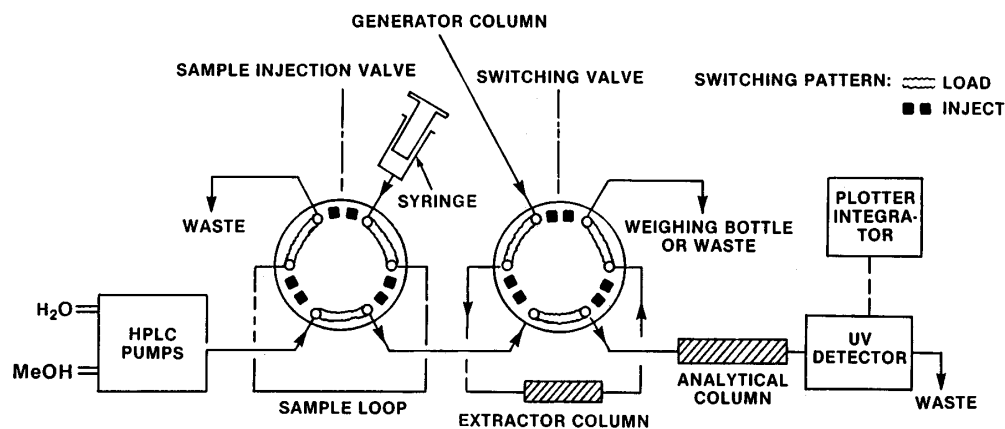 GENERATOR COLUMN
SAMPLE INJECTION VALVE
SWITCHING VALVE
SWITCHING PATTERN: LOAD
INJECT
SYRINGE
WASTE
WEIGHING BOTTLE
OR WASTE
PLOTTER
INTEGRA-
TOR
H₂O
MeOH
HPLC
PUMPS
SAMPLE LOOP
EXTRACTOR COLUMN
ANALYTICAL
COLUMN
UV
DETECTOR
WASTE